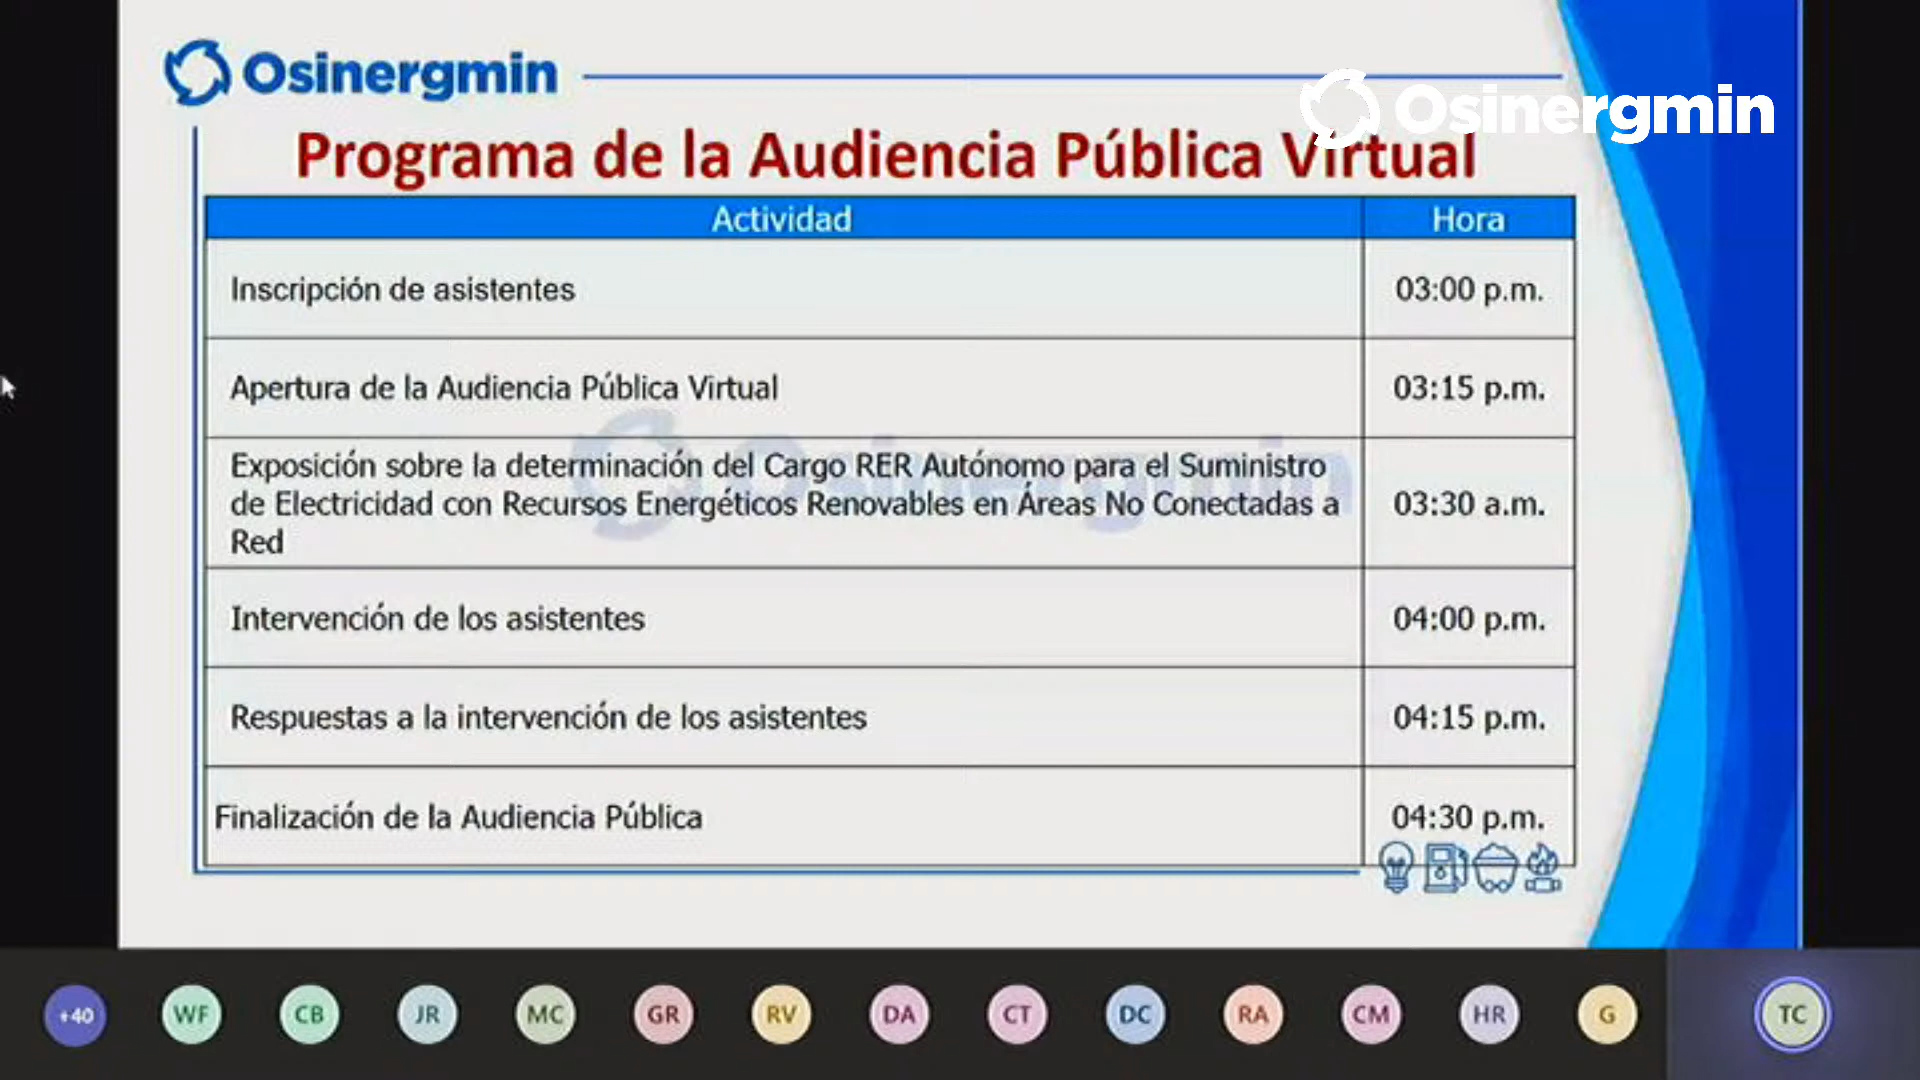 Osinergmin
Osinergmin
Programa de la Audiencia Pública Virtual
Actividad Hora
Inscripción de asistentes 03:00 p.m.
Apertura de la Audiencia Pública Virtual 03:15 p.m.
Osinergmin
Exposición sobre la determinación del Cargo RER Autónomo para el Suministro
de Electricidad con Recursos Energéticos Renovables en Áreas No Conectadas a 03:30 a.m.
Red
Intervención de los asistentes 04:00 p.m.
Respuestas a la intervención de los asistentes 04:15 p.m.
Finalización de la Audiencia Pública 04:30 p.m.
+40 WF CB JR MC GR RV DA CT DC RA CM HR G TC